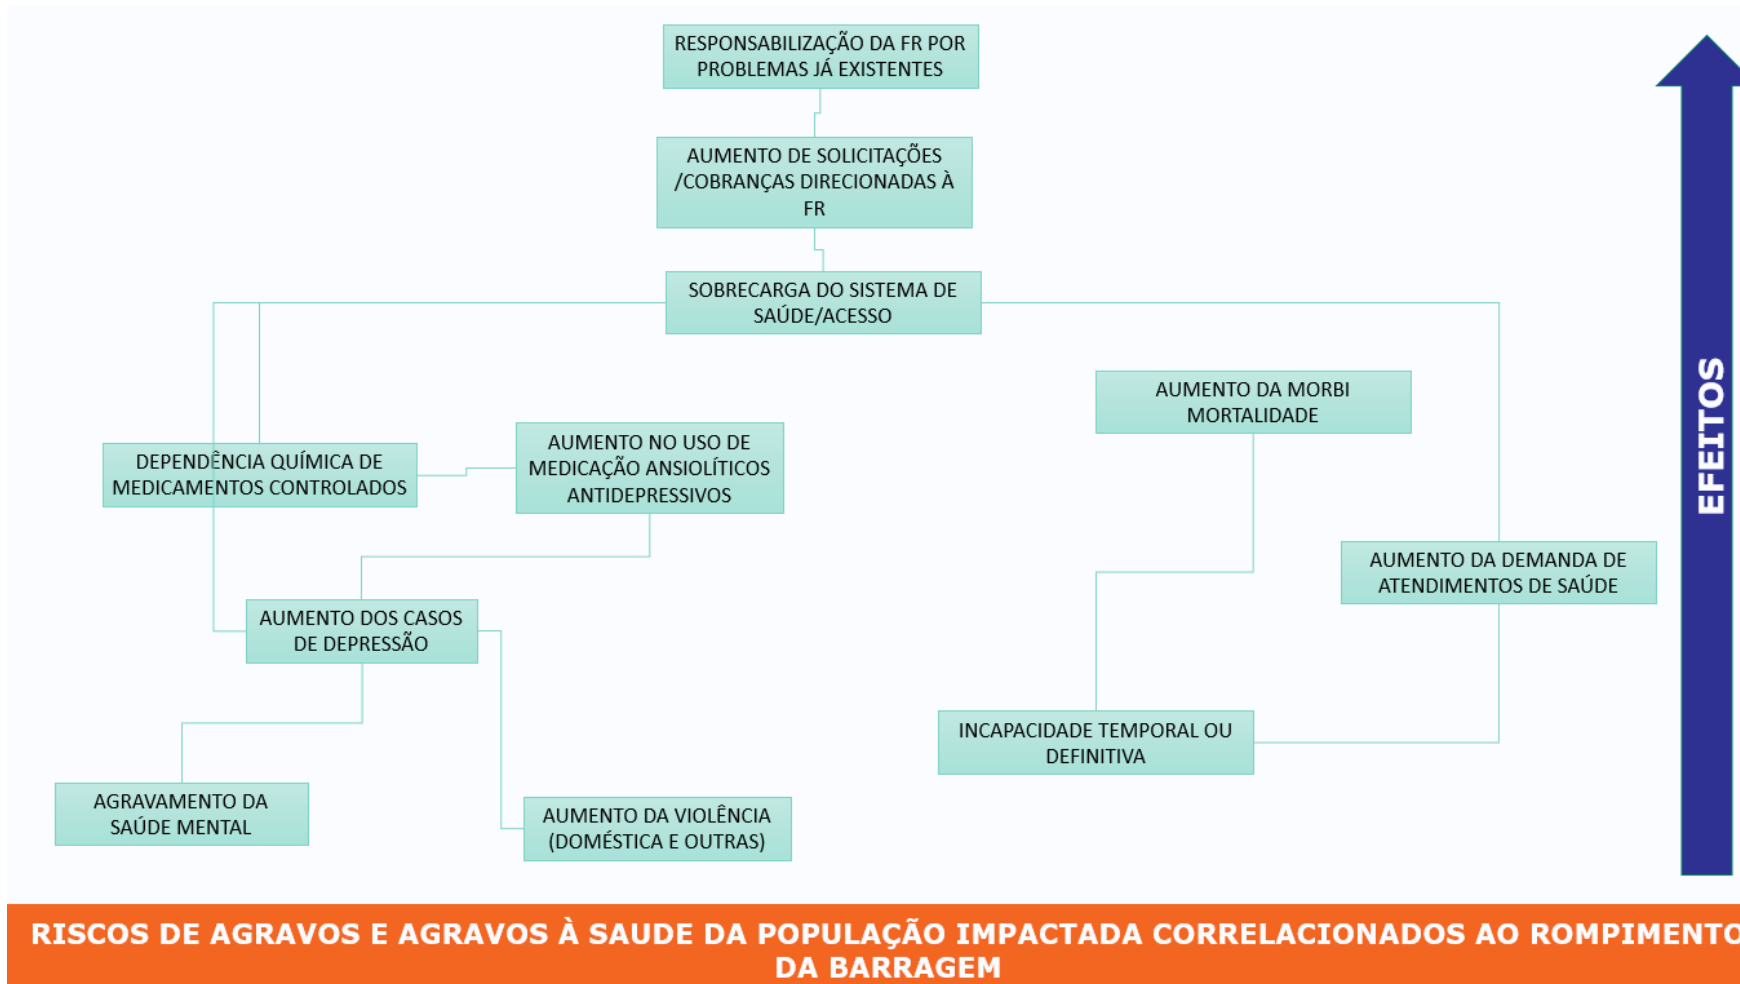 RESPONSABILIZAÇÃO DA FR POR
PROBLEMAS JÁ EXISTENTES
AUMENTO DE SOLICITAÇÕES
/COBRANÇAS DIRECIONADAS À
FR
SOBRECARGA DO SISTEMA DE
SAÚDE/ACESSO
AUMENTO DA MORBI
MORTALIDADE
DEPENDÊNCIA QUÍMICA DE
MEDICAMENTOS CONTROLADOS
AUMENTO NO USO DE
MEDICAÇÃO ANSIOLÍTICOS
ANTIDEPRESSIVOS
AUMENTO DA DEMANDA DE
ATENDIMENTOS DE SAÚDE
AUMENTO DOS CASOS
DE DEPRESSÃO
INCAPACIDADE TEMPORAL OU
DEFINITIVA
AGRAVAMENTO DA
SAÚDE MENTAL
AUMENTO DA VIOLÊNCIA
(DOMÉSTICA E OUTRAS)
EFEITOS
RISCOS DE AGRAVOS E AGRAVOS À SAUDE DA POPULAÇÃO IMPACTADA CORRELACIONADOS AO ROMPIMENTO
DA BARRAGEM